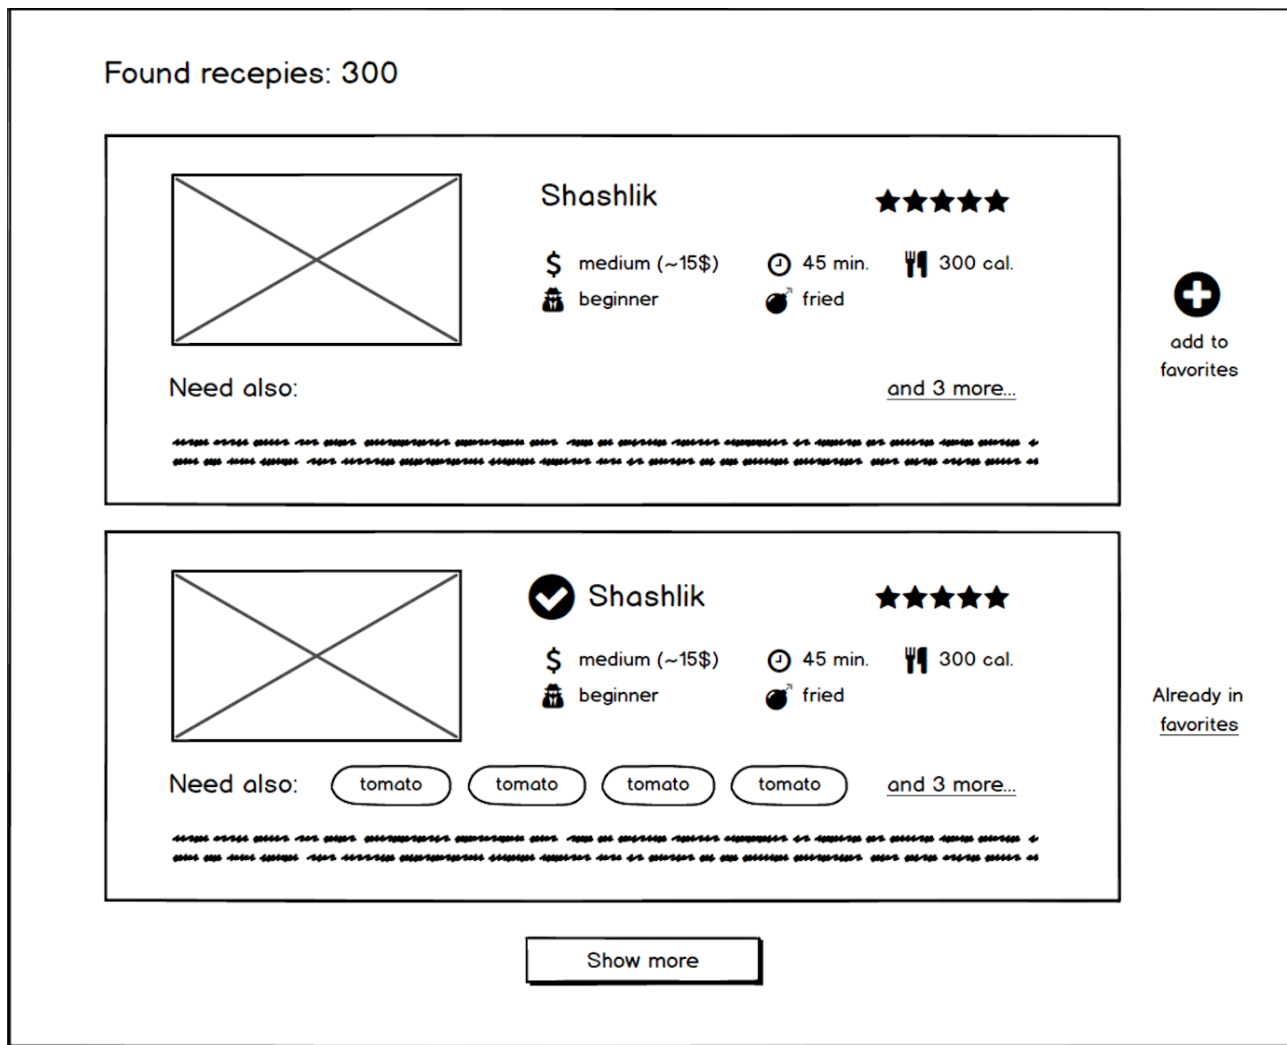 Found recepies: 300
Shashlik
$ medium (~15$) 45 min. 300 cal.
beginner fried
add to
favorites
Need also: and 3 more...
Shashlik
$ medium (~15$) 45 min. 300 cal.
beginner fried
Already in
favorites
Need also: tomato tomato tomato tomato and 3 more...
Show more